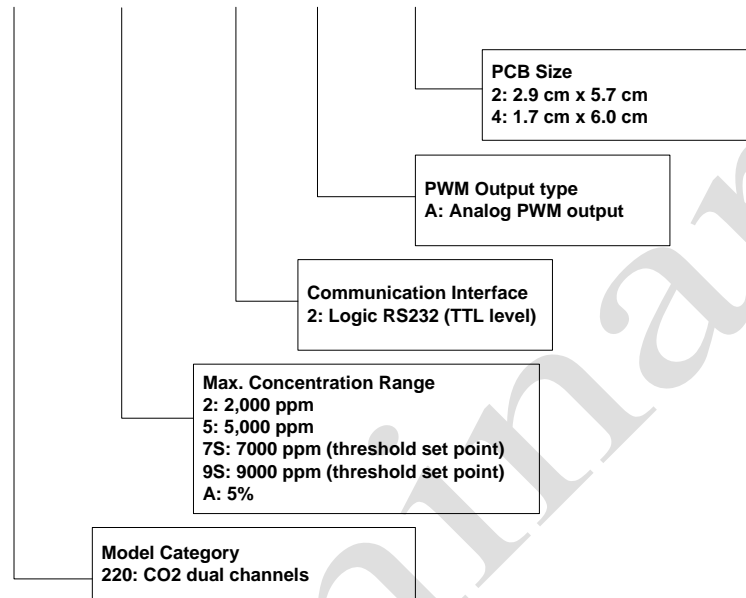 PCB Size
2: 2.9 cm x 5.7 cm
4: 1.7 cm x 6.0 cm
PWM Output type
A: Analog PWM output
Communication Interface
2: Logic RS232 (TTL level)
Max. Concentration Range
2: 2,000 ppm
5: 5,000 ppm
7S: 7000 ppm (threshold set point)
9S: 9000 ppm (threshold set point)
A: 5%
Model Category
220: CO2 dual channels